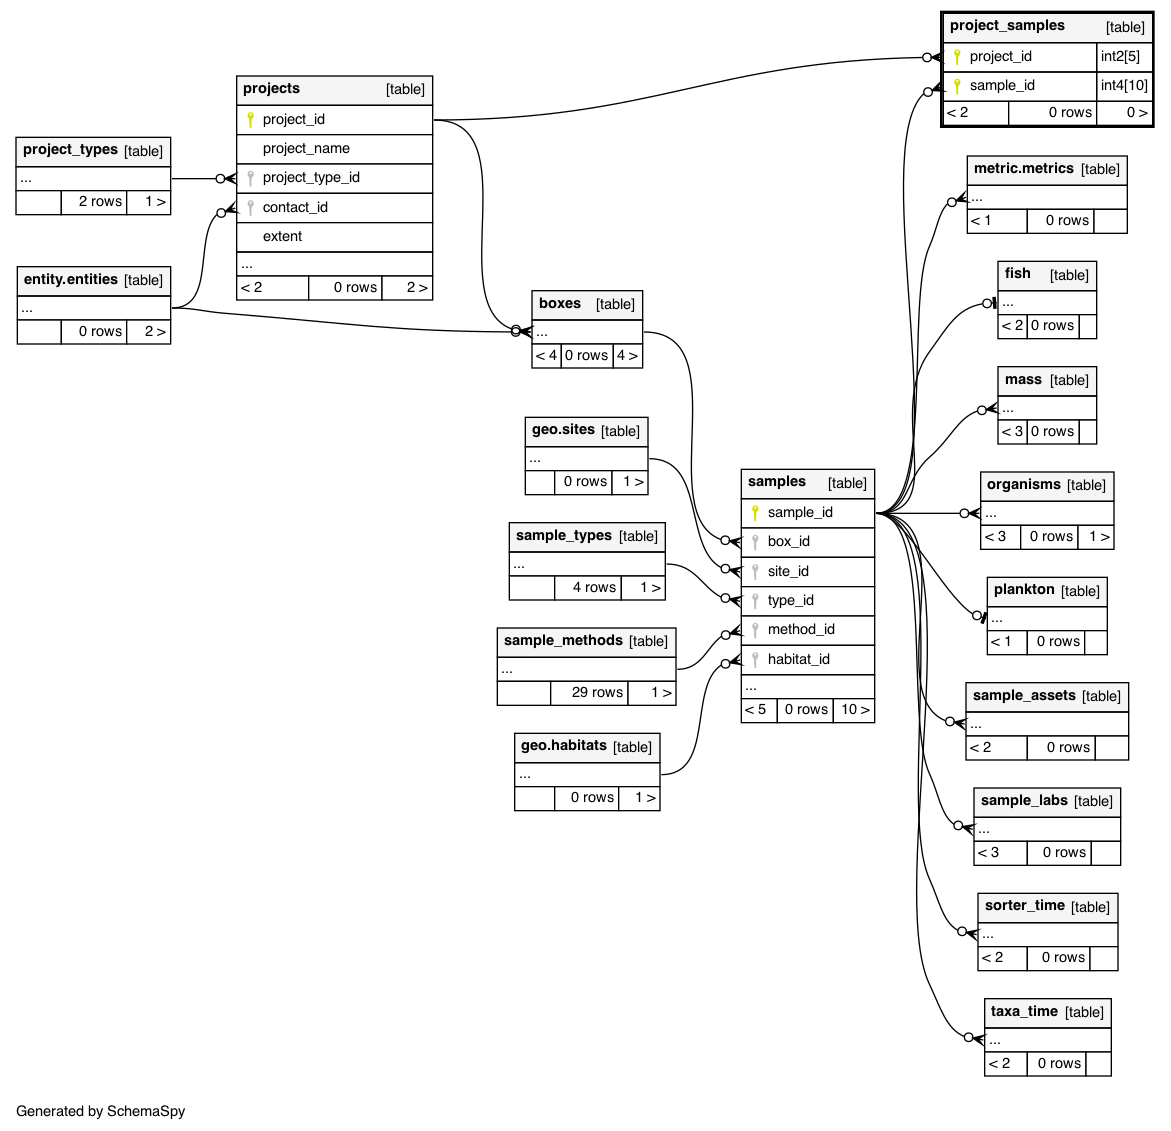 project_samples [table]
project_id int2[5]
sample_id int4[10]
< 2 0 rows 0 >
projects [table]
project_id
project_name
project_type_id
contact_id
extent
...
< 2 0 rows 2 >
project_types [table]
...
2 rows 1 >
entity.entities [table]
...
0 rows 2 >
boxes [table]
...
< 4 0 rows 4 >
geo.sites [table]
...
0 rows 1 >
sample_types [table]
...
4 rows 1 >
sample_methods [table]
...
29 rows 1 >
geo.habitats [table]
...
0 rows 1 >
samples [table]
sample_id
box_id
site_id
type_id
method_id
habitat_id
...
< 5 0 rows 10 >
metric.metrics [table]
...
< 1 0 rows
fish [table]
...
< 2 0 rows
mass [table]
...
< 3 0 rows
organisms [table]
...
< 3 0 rows 1 >
plankton [table]
...
< 1 0 rows
sample_assets [table]
...
< 2 0 rows
sample_labs [table]
...
< 3 0 rows
sorter_time [table]
...
< 2 0 rows
taxa_time [table]
...
< 2 0 rows
Generated by SchemaSpy